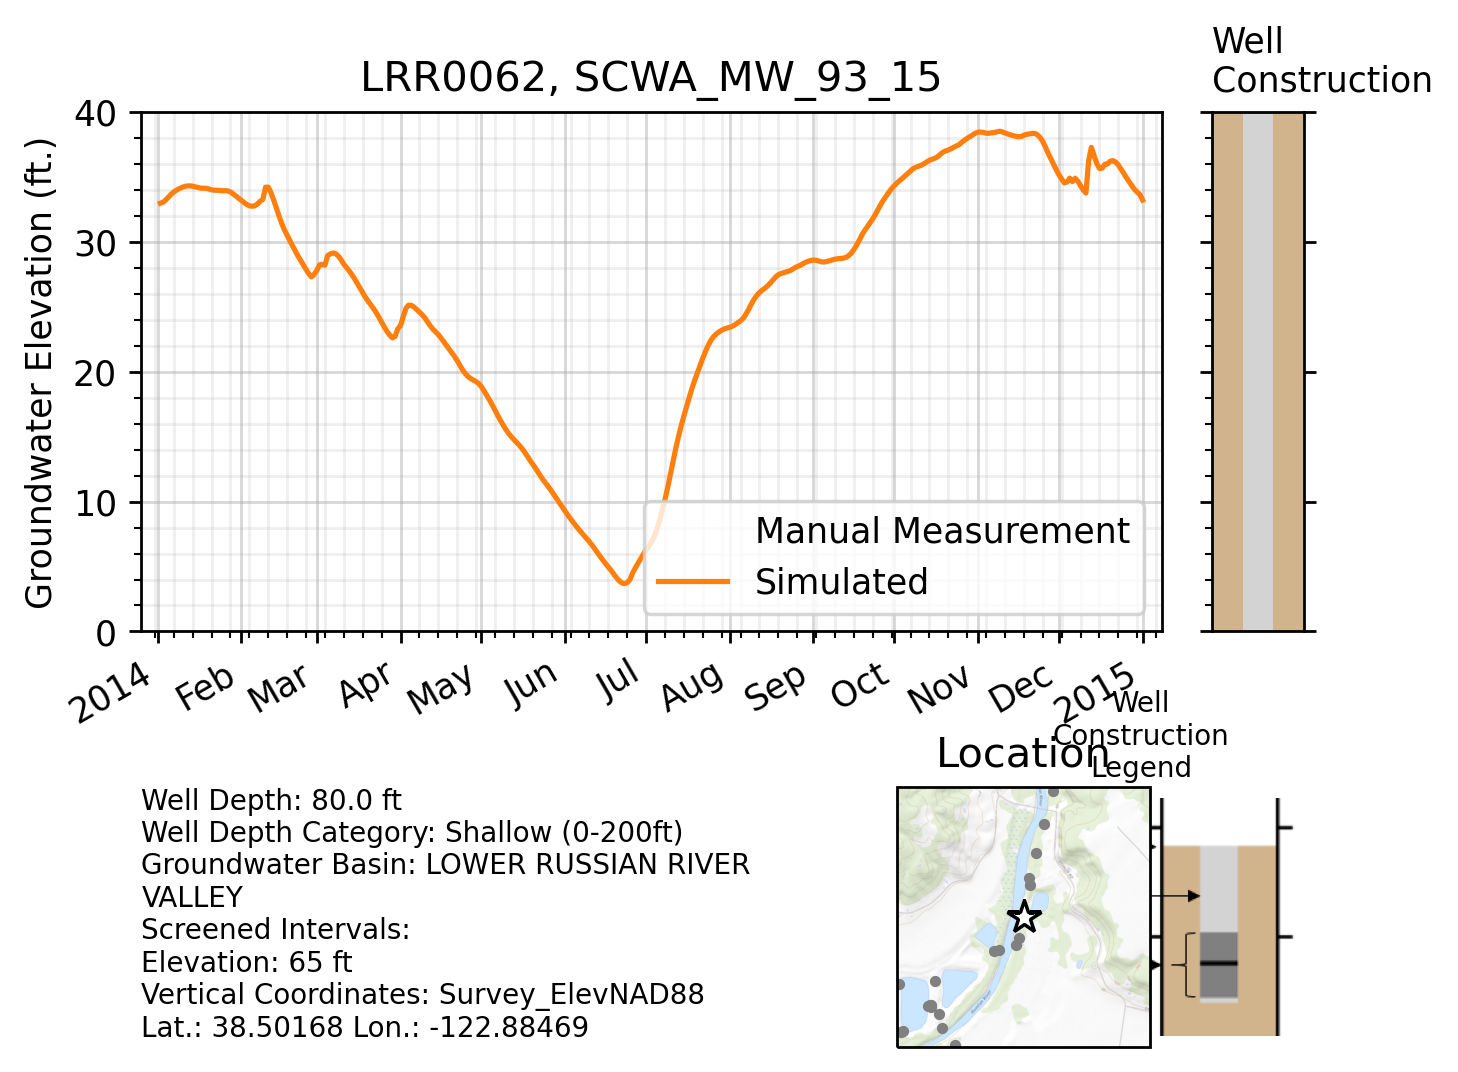 Well
Construction
LRR0062, SCWA_MW_93_15
Groundwater Elevation (ft.)
40
30
20
10
0
Manual Measurement
Simulated
2014
Feb
Mar
Apr
May
Jun
Jul
Aug
Sep
Oct
Nov
Dec
2015
Well
Construction
Legend
Location
Well Depth: 80.0 ft
Well Depth Category: Shallow (0-200ft)
Groundwater Basin: LOWER RUSSIAN RIVER
VALLEY
Screened Intervals:
Elevation: 65 ft
Vertical Coordinates: Survey_ElevNAD88
Lat.: 38.50168 Lon.: -122.88469